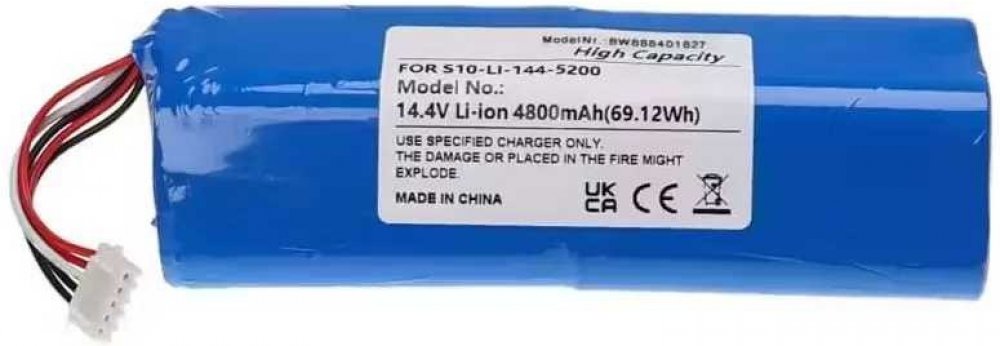 ModelNr.:BW888401827
High Capacity
FOR S10-LI-144-5200
Model No.:
14.4V Li-ion 4800mAh(69.12Wh)
USE SPECIFIED CHARGER ONLY.
THE DAMAGE OR PLACED IN THE FIRE MIGHT
EXPLODE.
MADE IN CHINA
UK
CA
CE